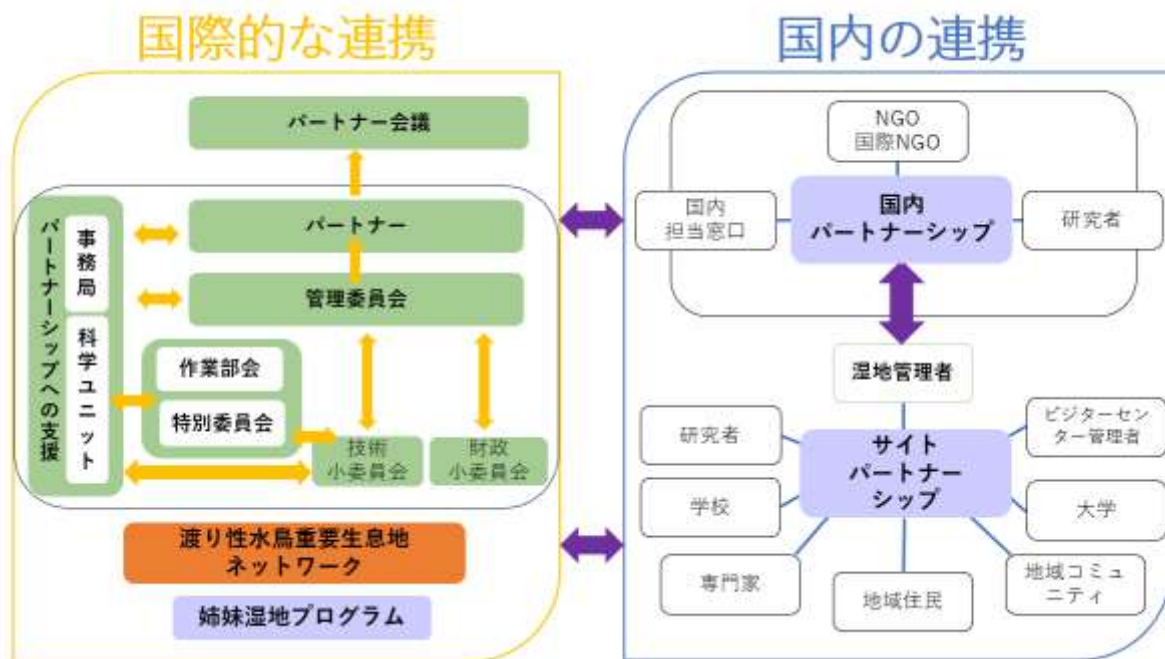 国際的な連携
パートナー会議
パートナーシップへの支援
事務局
科学ユニット
パートナー
管理委員会
作業部会
特別委員会
技術
小委員会
財政
小委員会
渡り性水鳥重要生息地
ネットワーク
姉妹湿地プログラム
国内の連携
NGO
国際NGO
国内
担当窓口
国内
パートナーシップ
研究者
湿地管理者
研究者
サイト
パートナー
シップ
ビジターセン
ター管理者
学校
大学
専門家
地域住民
地域コミュ
ニティ